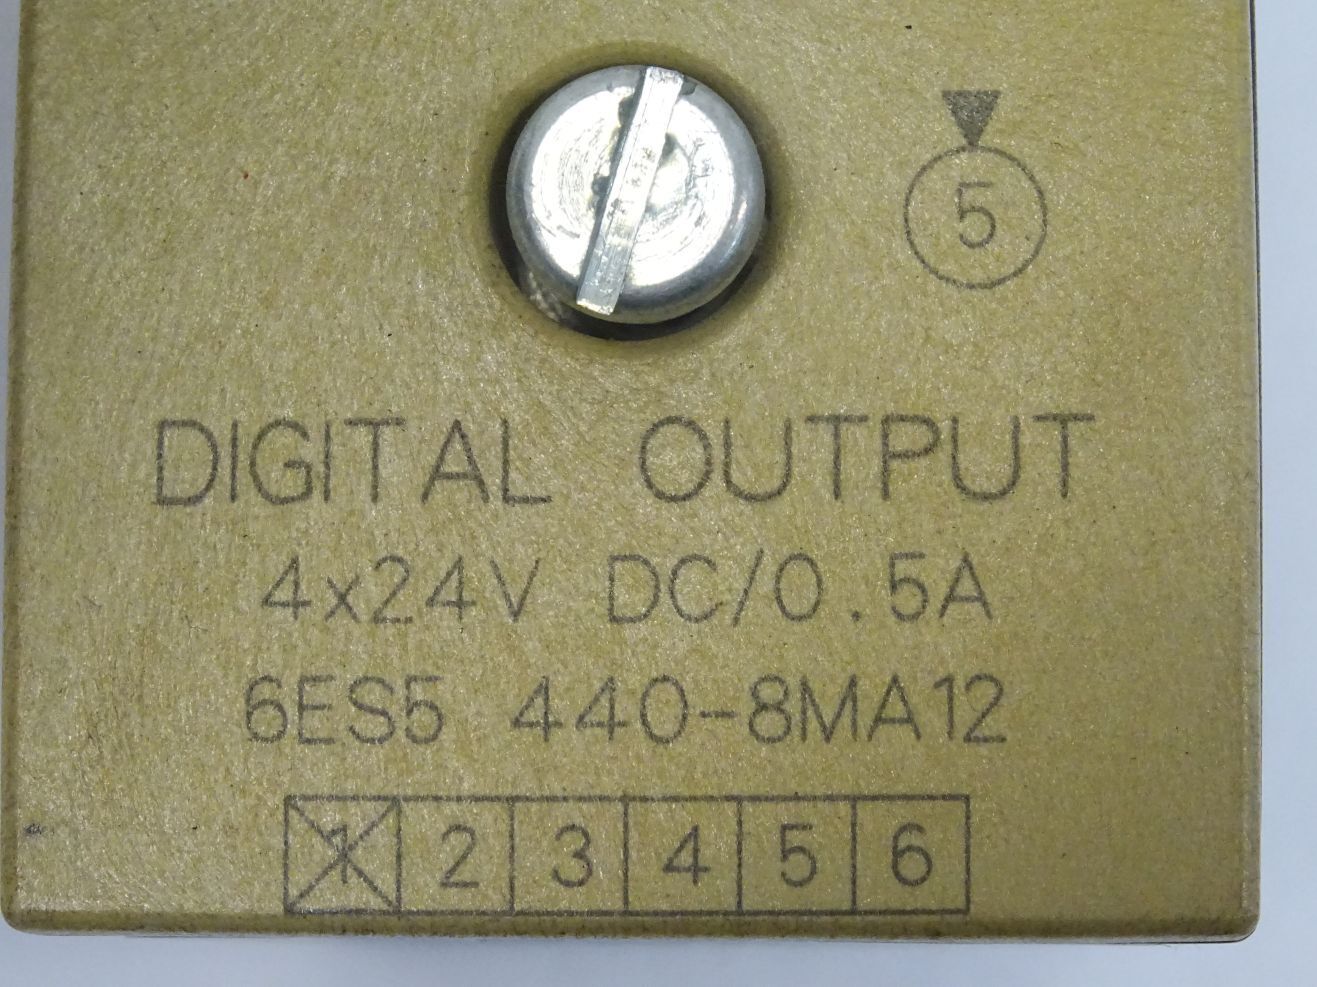 5
DIGITAL OUTPUT
4x24V DC/0.5A
6ES5 440-8MA12
1 2 3 4 5 6